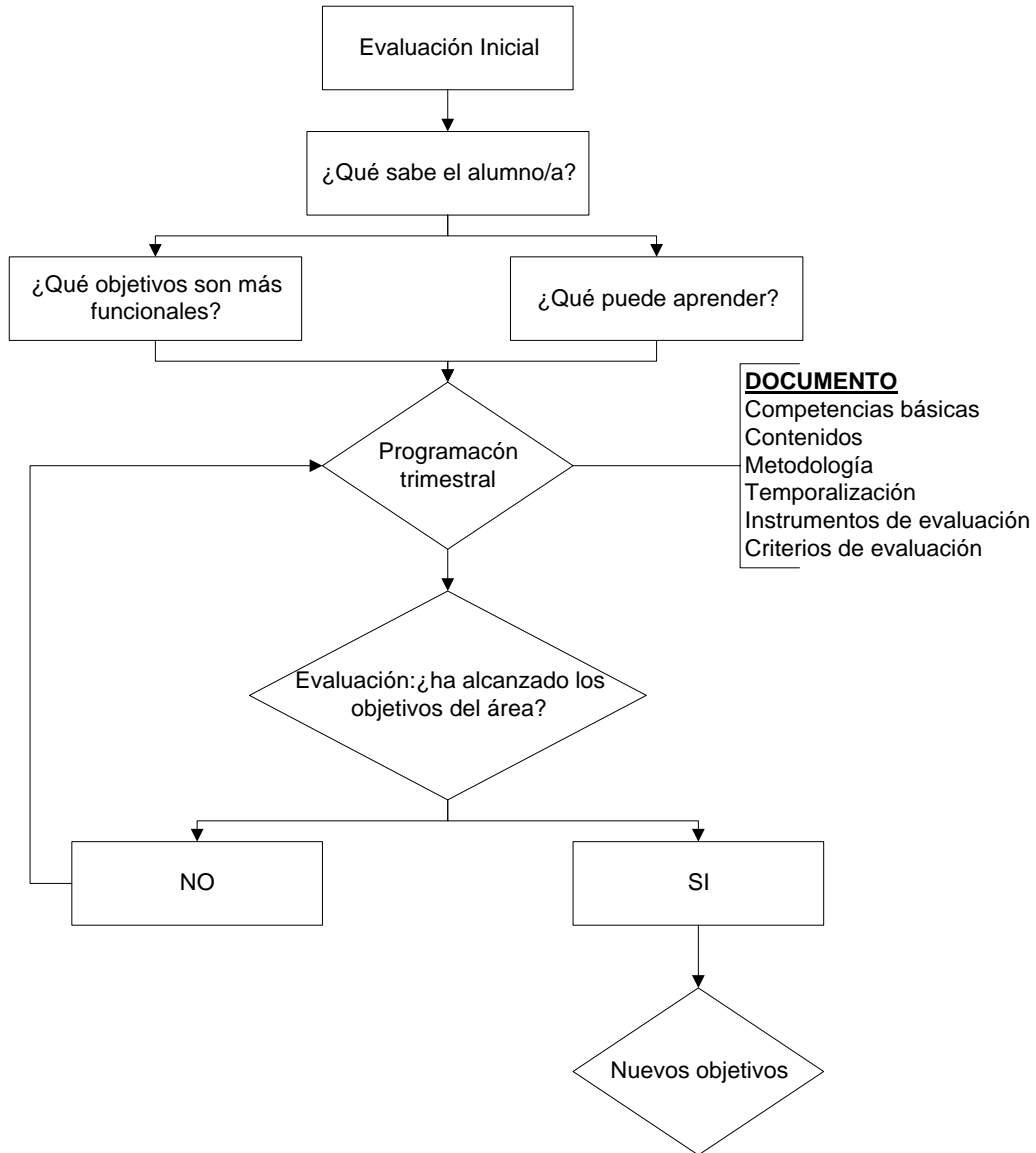 Evaluación Inicial
¿Qué sabe el alumno/a?
¿Qué objetivos son más
funcionales?
¿Qué puede aprender?
DOCUMENTO
Competencias básicas
Contenidos
Metodología
Temporalización
Instrumentos de evaluación
Criterios de evaluación
Programacón
trimestral
Evaluación:¿ha alcanzado los
objetivos del área?
NO
SI
Nuevos objetivos